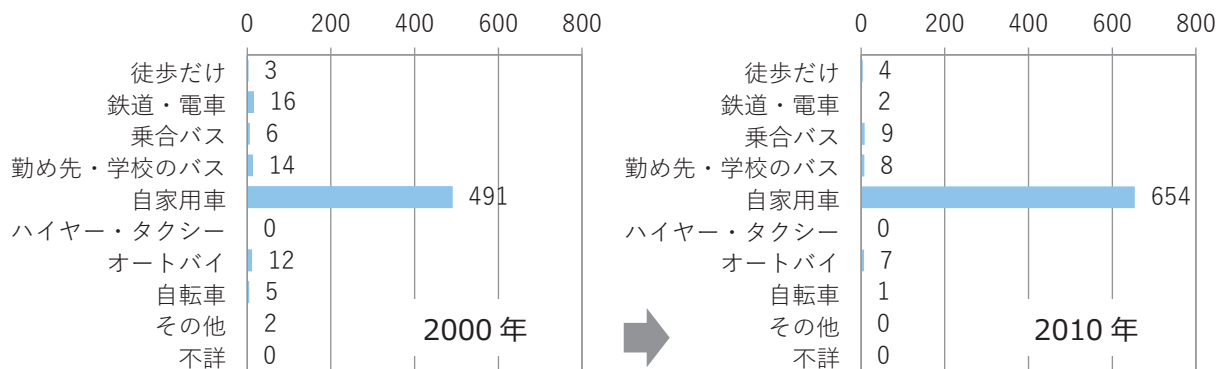 0 200 400 600 800
徒歩だけ 3
鉄道・電車 16
乗合バス 6
勤め先・学校のバス 14
自家用車 491
ハイヤー・タクシー 0
オートバイ 12
自転車 5
その他 2
不詳 0
2000 年
0 200 400 600 800
徒歩だけ 4
鉄道・電車 2
乗合バス 9
勤め先・学校のバス 8
自家用車 654
ハイヤー・タクシー 0
オートバイ 7
自転車 1
その他 0
不詳 0
2010 年